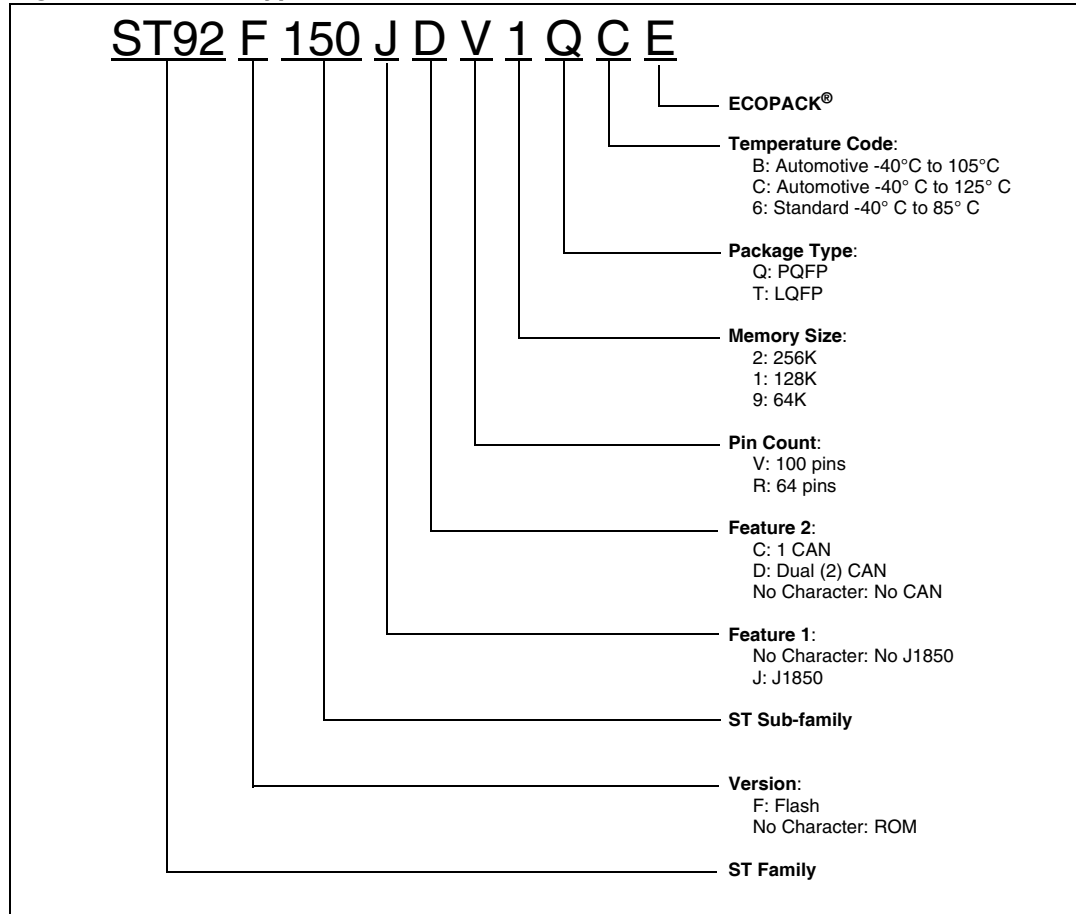 ST92 F 150 J D V 1 Q C E
ECOPACK®
Temperature Code:
B: Automotive -40°C to 105°C
C: Automotive -40° C to 125° C
6: Standard -40° C to 85° C
Package Type:
Q: PQFP
T: LQFP
Memory Size:
2: 256K
1: 128K
9: 64K
Pin Count:
V: 100 pins
R: 64 pins
Feature 2:
C: 1 CAN
D: Dual (2) CAN
No Character: No CAN
Feature 1:
No Character: No J1850
J: J1850
ST Sub-family
Version:
F: Flash
No Character: ROM
ST Family